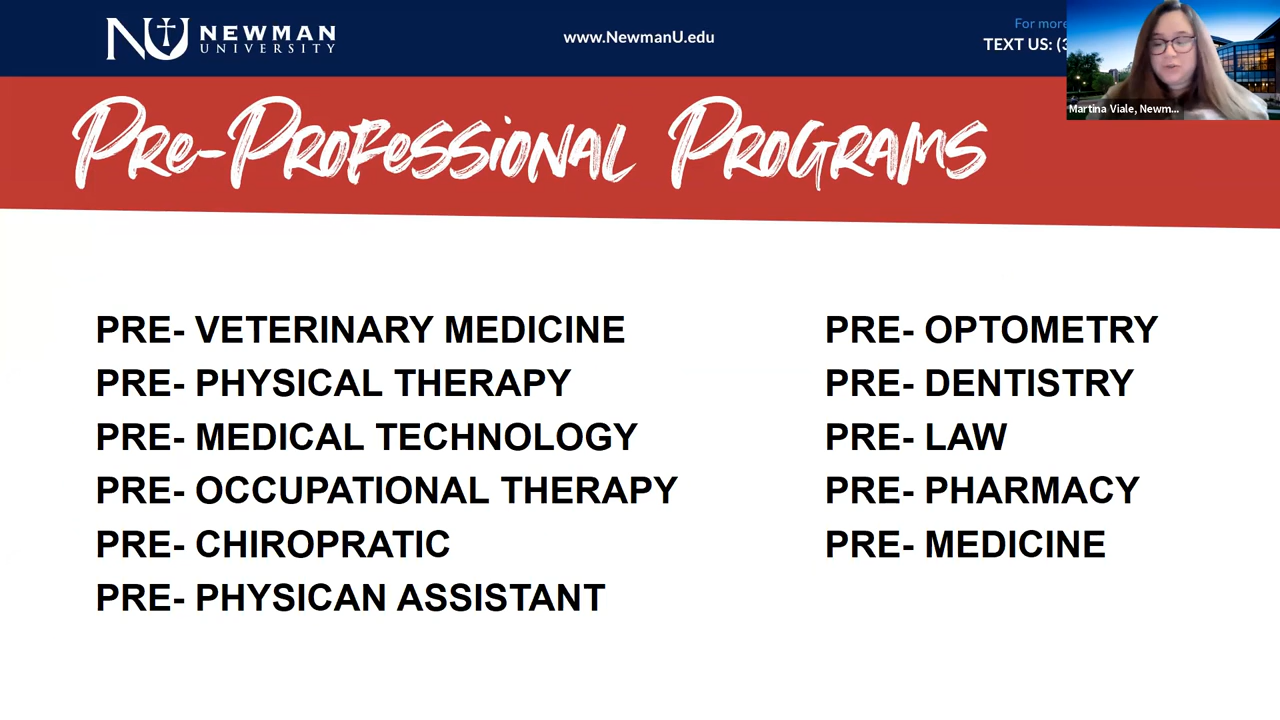 NU NEWMAN
UNIVERSITY
www.NewmanU.edu
For more
TEXT US: (3
Martina Viale, Newm...
Pre-Professional Programs
PRE- VETERINARY MEDICINE
PRE- PHYSICAL THERAPY
PRE- MEDICAL TECHNOLOGY
PRE- OCCUPATIONAL THERAPY
PRE- CHIROPRATIC
PRE- PHYSICAN ASSISTANT
PRE- OPTOMETRY
PRE- DENTISTRY
PRE- LAW
PRE- PHARMACY
PRE- MEDICINE